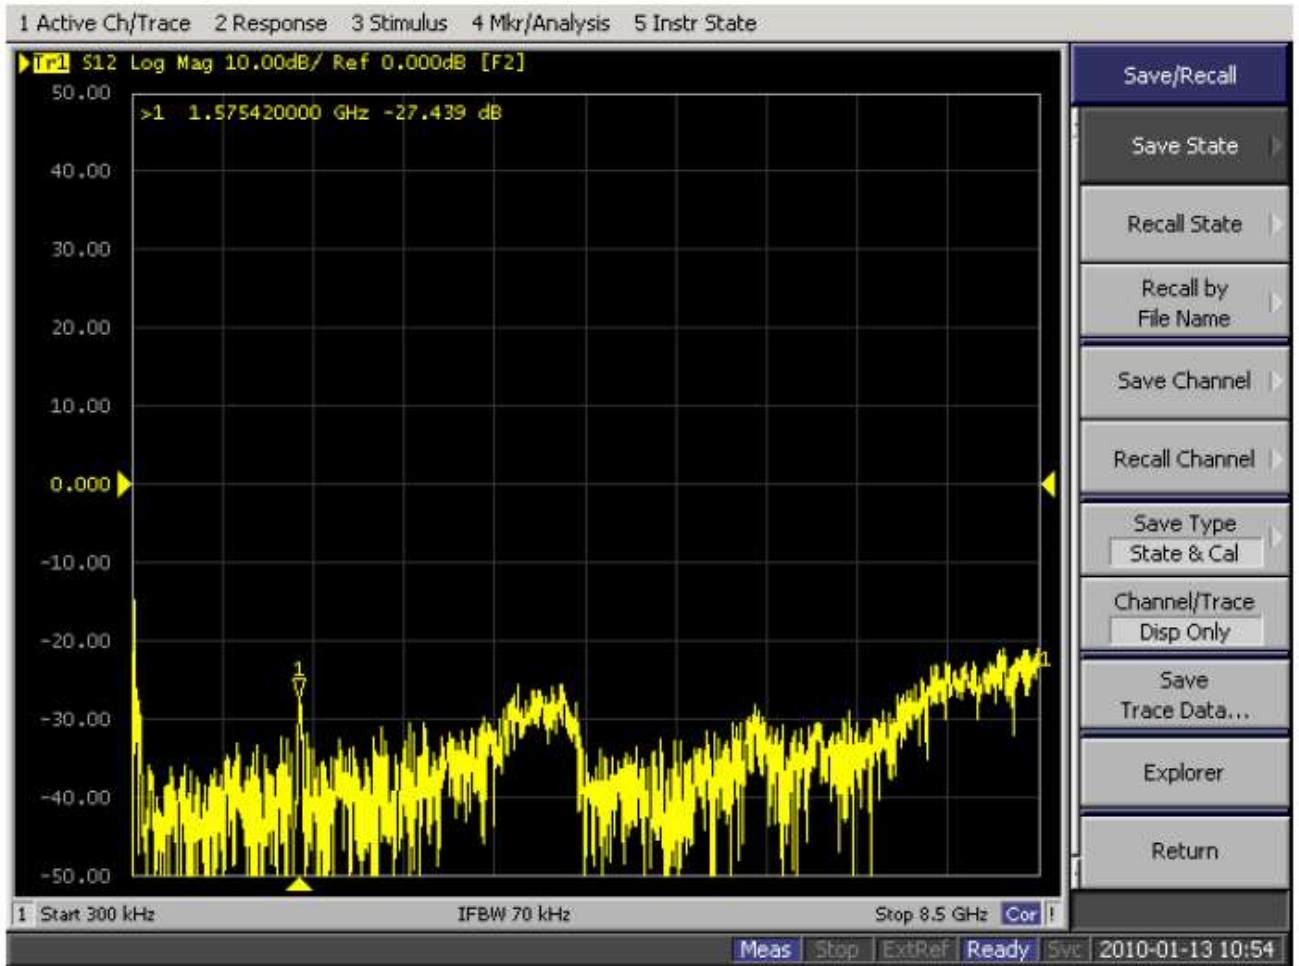 1 Active Ch/Trace 2 Response 3 Stimulus 4 Mkr/Analysis 5 Instr State
Tr1 S12 Log Mag 10.00dB/ Ref 0.000dB [F2]
50.00
>1 1.575420000 GHz -27.439 dB
40.00
30.00
20.00
10.00
0.000
-10.00
-20.00
-30.00
-40.00
-50.00
1
1
1 Start 300 kHz IFBW 70 kHz Stop 8.5 GHz Cor !
Save/Recall
Save State
Recall State
Recall by
File Name
Save Channel
Recall Channel
Save Type
State & Cal
Channel/Trace
Disp Only
Save
Trace Data...
Explorer
Return
Meas Stop ExtRef Ready Svc 2010-01-13 10:54